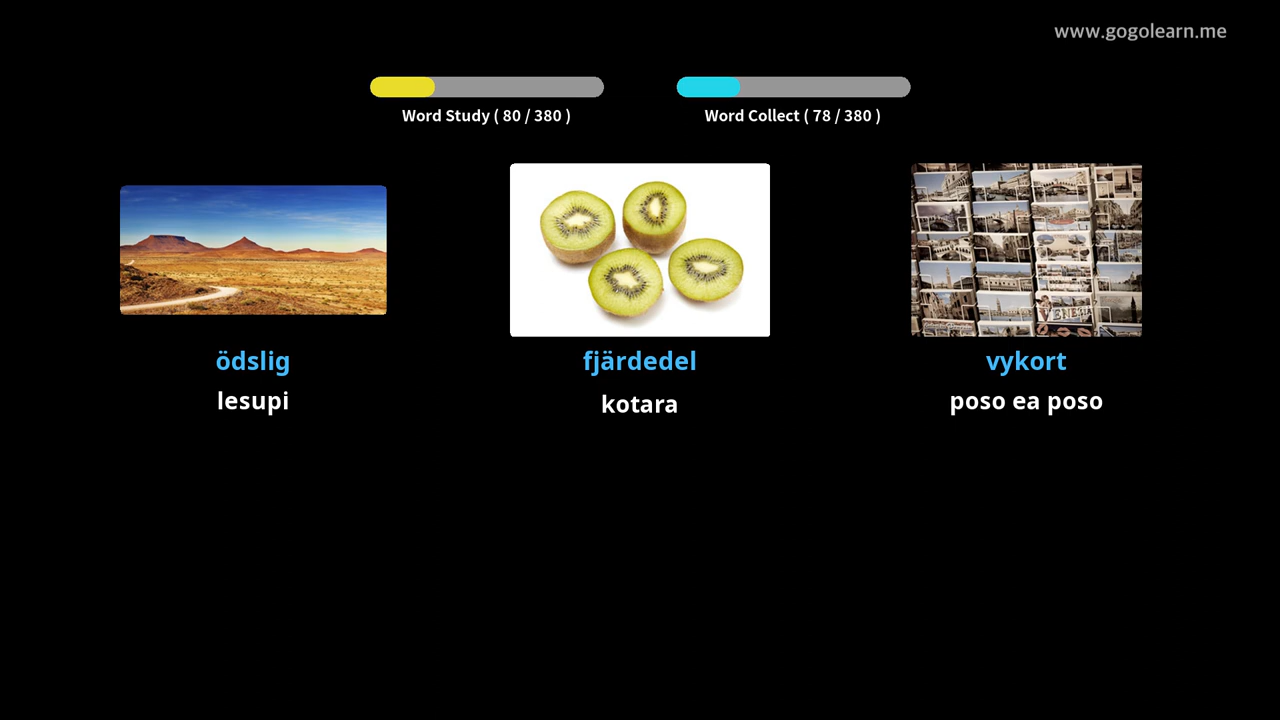 www.gogolearn.me
Word Study ( 80 / 380 )
Word Collect ( 78 / 380 )
ödslig
fjärdedel
vykort
lesupi
kotara
poso ea poso
VENEZIA